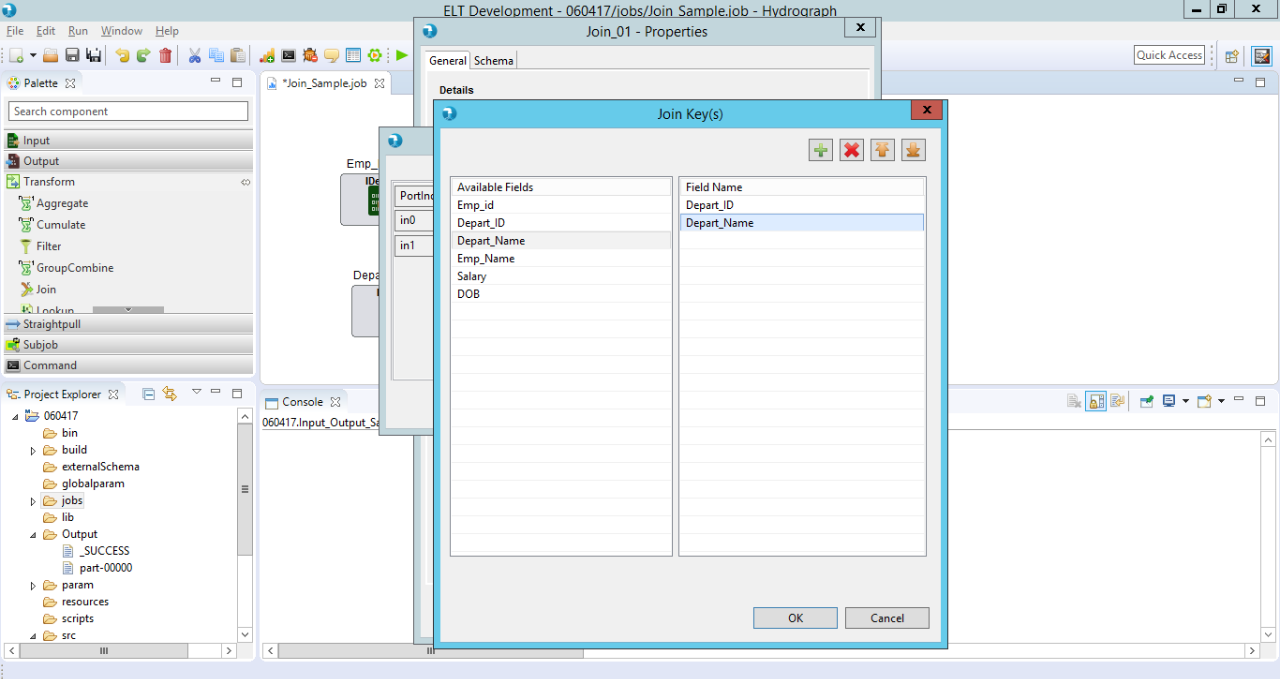 ELT Development - 060417/jobs/Join_Sample.job - Hydrograph
File Edit Run Window Help
Join_01 - Properties
Quick Access
General Schema
Details
Palette
*Join_Sample.job
Search component
Input
Output
Transform
Aggregate
Cumulate
Filter
GroupCombine
Join
Lookup
Straightpull
Subjob
Command
Emp_
IDe
Depa
in0
in1
Join Key(s)
Available Fields
Emp_id
Depart_ID
Depart_Name
Emp_Name
Salary
DOB
Field Name
Depart_ID
Depart_Name
OK Cancel
Project Explorer
060417
bin
build
externalSchema
globalparam
jobs
lib
Output
_SUCCESS
part-00000
param
resources
scripts
src
Console
060417.Input_Output_Sa